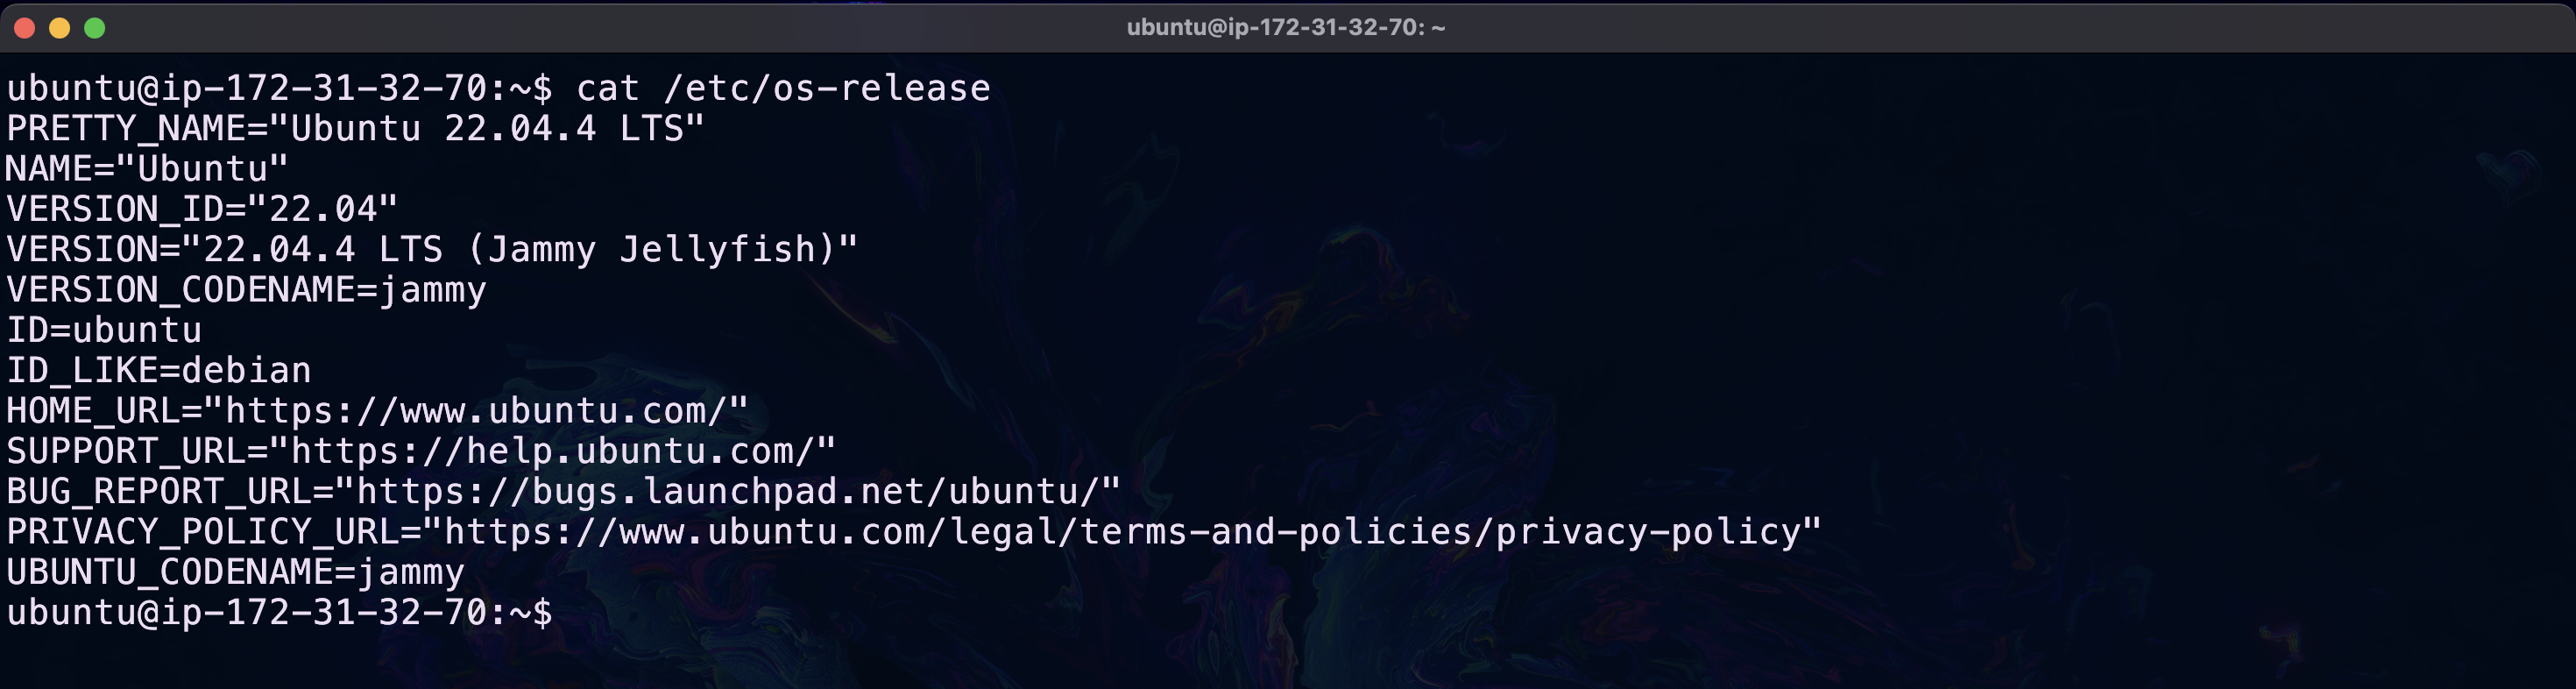 ubuntu@ip-172-31-32-70: ~
ubuntu@ip-172-31-32-70:~$ cat /etc/os-release
PRETTY_NAME="Ubuntu 22.04.4 LTS"
NAME="Ubuntu"
VERSION_ID="22.04"
VERSION="22.04.4 LTS (Jammy Jellyfish)"
VERSION_CODENAME=jammy
ID=ubuntu
ID_LIKE=debian
HOME_URL="https://www.ubuntu.com/"
SUPPORT_URL="https://help.ubuntu.com/"
BUG_REPORT_URL="https://bugs.launchpad.net/ubuntu/"
PRIVACY_POLICY_URL="https://www.ubuntu.com/legal/terms-and-policies/privacy-policy"
UBUNTU_CODENAME=jammy
ubuntu@ip-172-31-32-70:~$